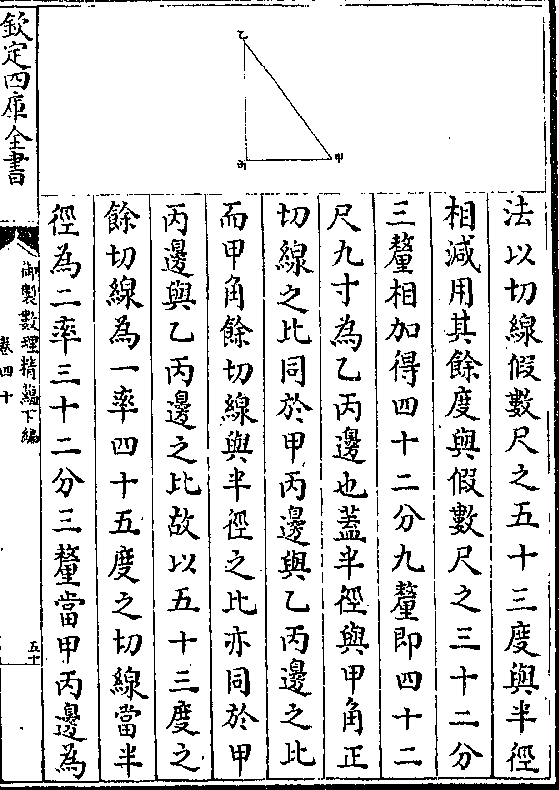 乙
丙
甲
法以切線假數尺之五十三度與半徑
相減用其餘度與假數尺之三十二分
三釐相加得四十二分九釐即四十二
尺九寸為乙丙邊也蓋半徑與甲角正
切線之比同於甲丙邊與乙丙邊之比
而甲角餘切線與半徑之比亦同於甲
丙邊與乙丙邊之比故以五十三度之
餘切線為一率四十五度之切線當半
徑為二率三十二分三釐當甲丙邊為
欽定四庫全書
御製數理精蘊下編
卷四十
五十